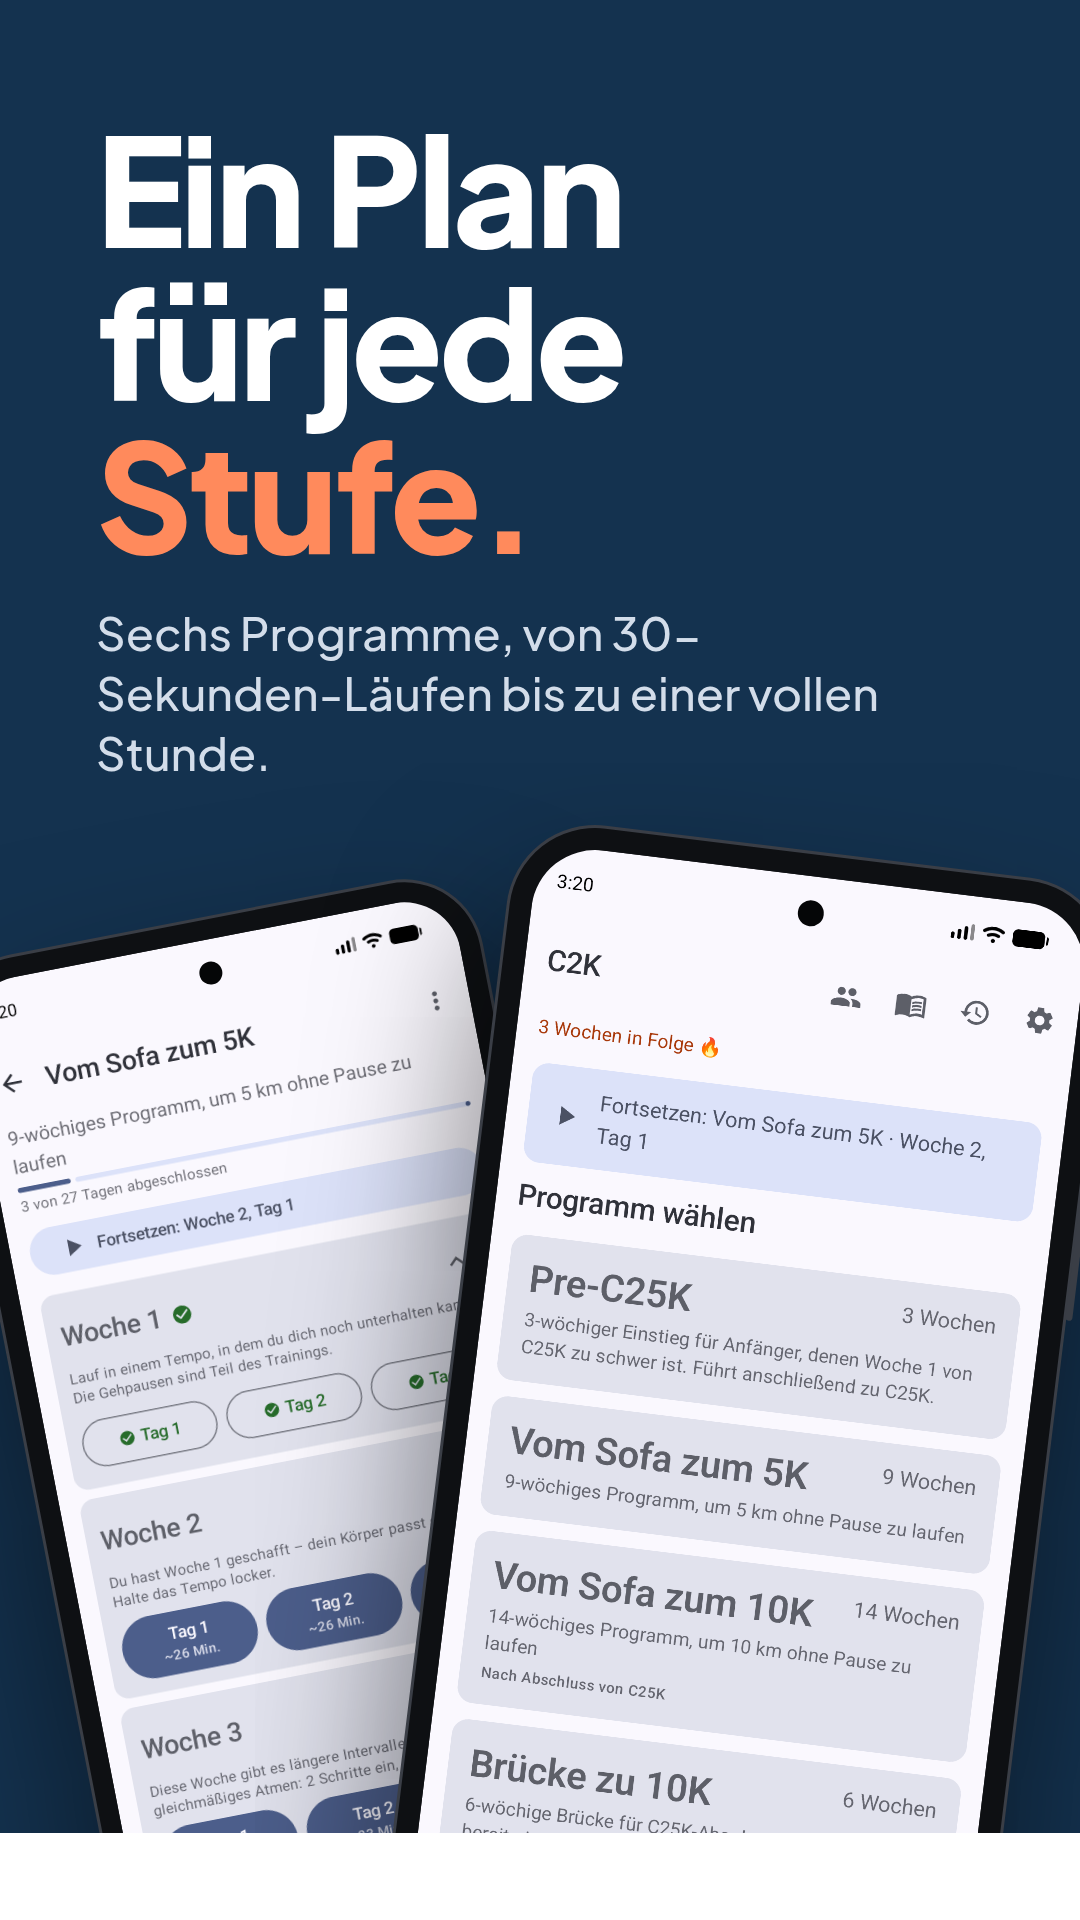 Ein Plan
für jede
Stufe.
Sechs Programme, von 30–
Sekunden-Läufen bis zu einer vollen
Stunde.
20
Vom Sofa zum 5K
9-wöchiges Programm, um 5 km ohne Pause zu
laufen
3 von 27 Tagen abgeschlossen
Fortsetzen: Woche 2, Tag 1
Woche 1
Lauf in einem Tempo, in dem du dich noch unterhalten
Die Gehpausen sind Teil des Trainings.
Tag 1
Tag 2
Woche 2
Du hast Woche 1 geschafft – dein Körper passt
Halte das Tempo locker.
Tag 1
~26 Min.
Tag 2
~26 Min.
Woche 3
Diese Woche gibt es längere
gleichmäßiges Atmen: 2 Schritte ein,
Tag 2
3:20
C2K
3 Wochen in Folge 🔥
Fortsetzen: Vom Sofa zum 5K · Woche 2,
Tag 1
Programm wählen
Pre-C25K
3 Wochen
3-wöchiger Einstieg für Anfänger, denen Woche 1 von
C25K zu schwer ist. Führt anschließend zu C25K.
Vom Sofa zum 5K
9 Wochen
9-wöchiges Programm, um 5 km ohne Pause zu laufen
Vom Sofa zum 10K
14 Wochen
14-wöchiges Programm, um 10 km ohne Pause zu
laufen
Nach Abschluss von C25K
Brücke zu 10K
6 Wochen
6-wöchige Brücke für